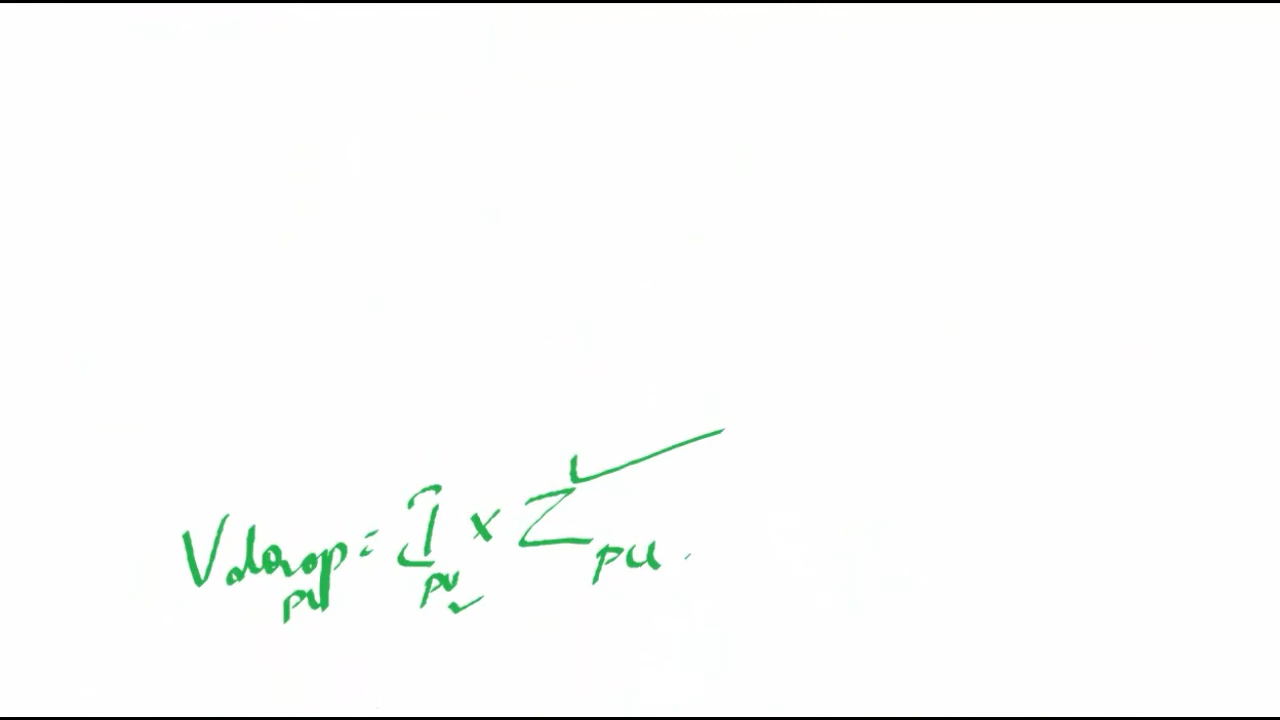 Vdrop pu = I pu × Z pu